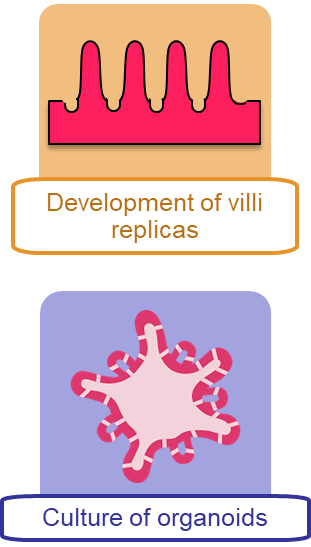 Development of villi
replicas
Culture of organoids